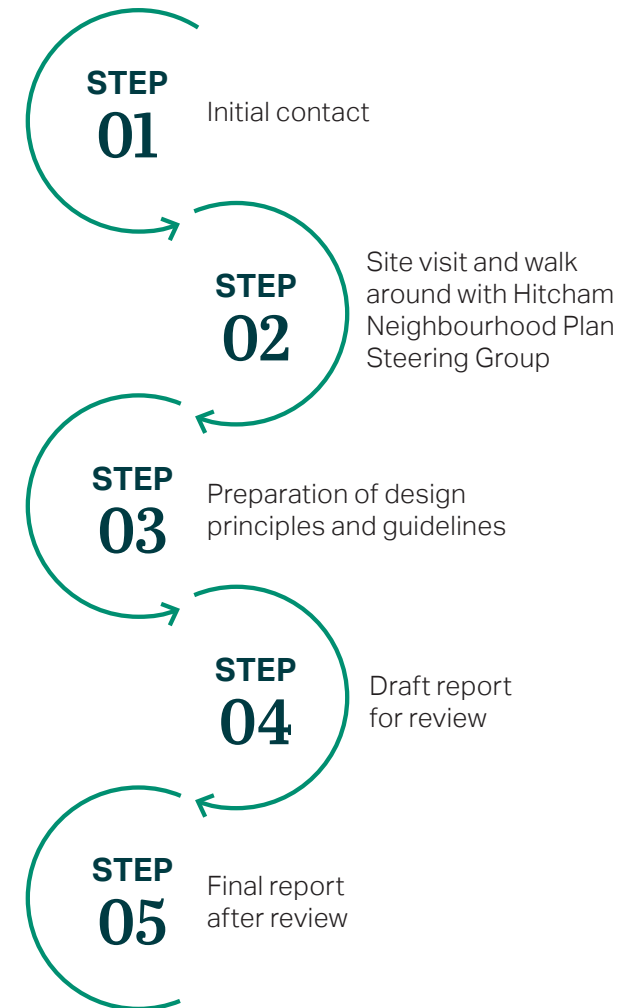 STEP
01
Initial contact
STEP
02
Site visit and walk
around with Hitcham
Neighbourhood Plan
Steering Group
STEP
03
Preparation of design
principles and guidelines
STEP
04
Draft report
for review
STEP
05
Final report
after review